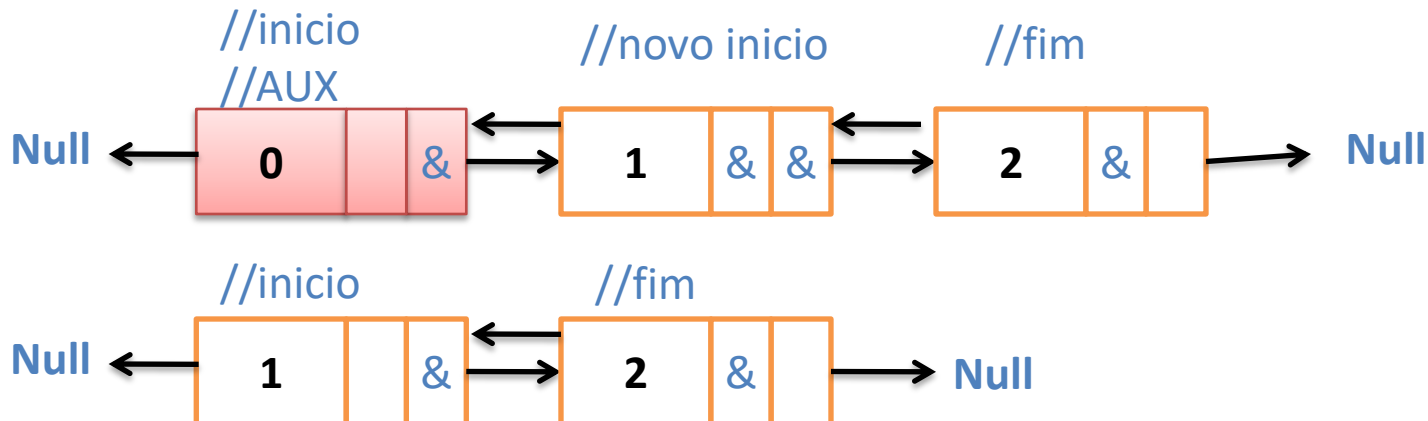 //inicio
//AUX
//novo inicio
//fim
Null
0 &
1 & &
2 &
Null
//inicio
//fim
Null
1 &
2 &
Null